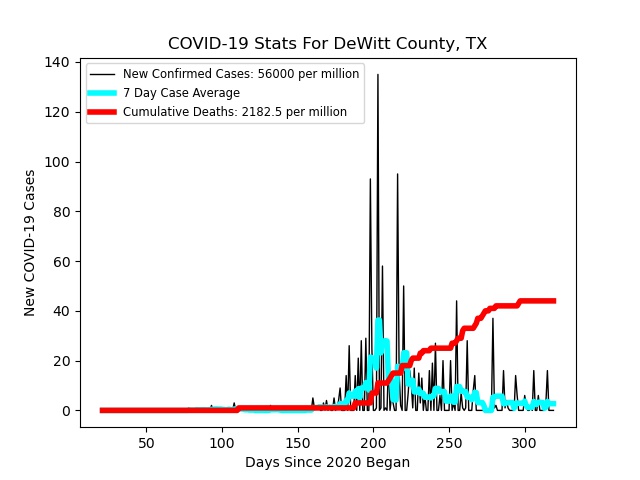 COVID-19 Stats For DeWitt County, TX
New Confirmed Cases: 56000 per million
7 Day Case Average
Cumulative Deaths: 2182.5 per million
New COVID-19 Cases
140
120
100
80
60
40
20
0
50 100 150 200 250 300
Days Since 2020 Began